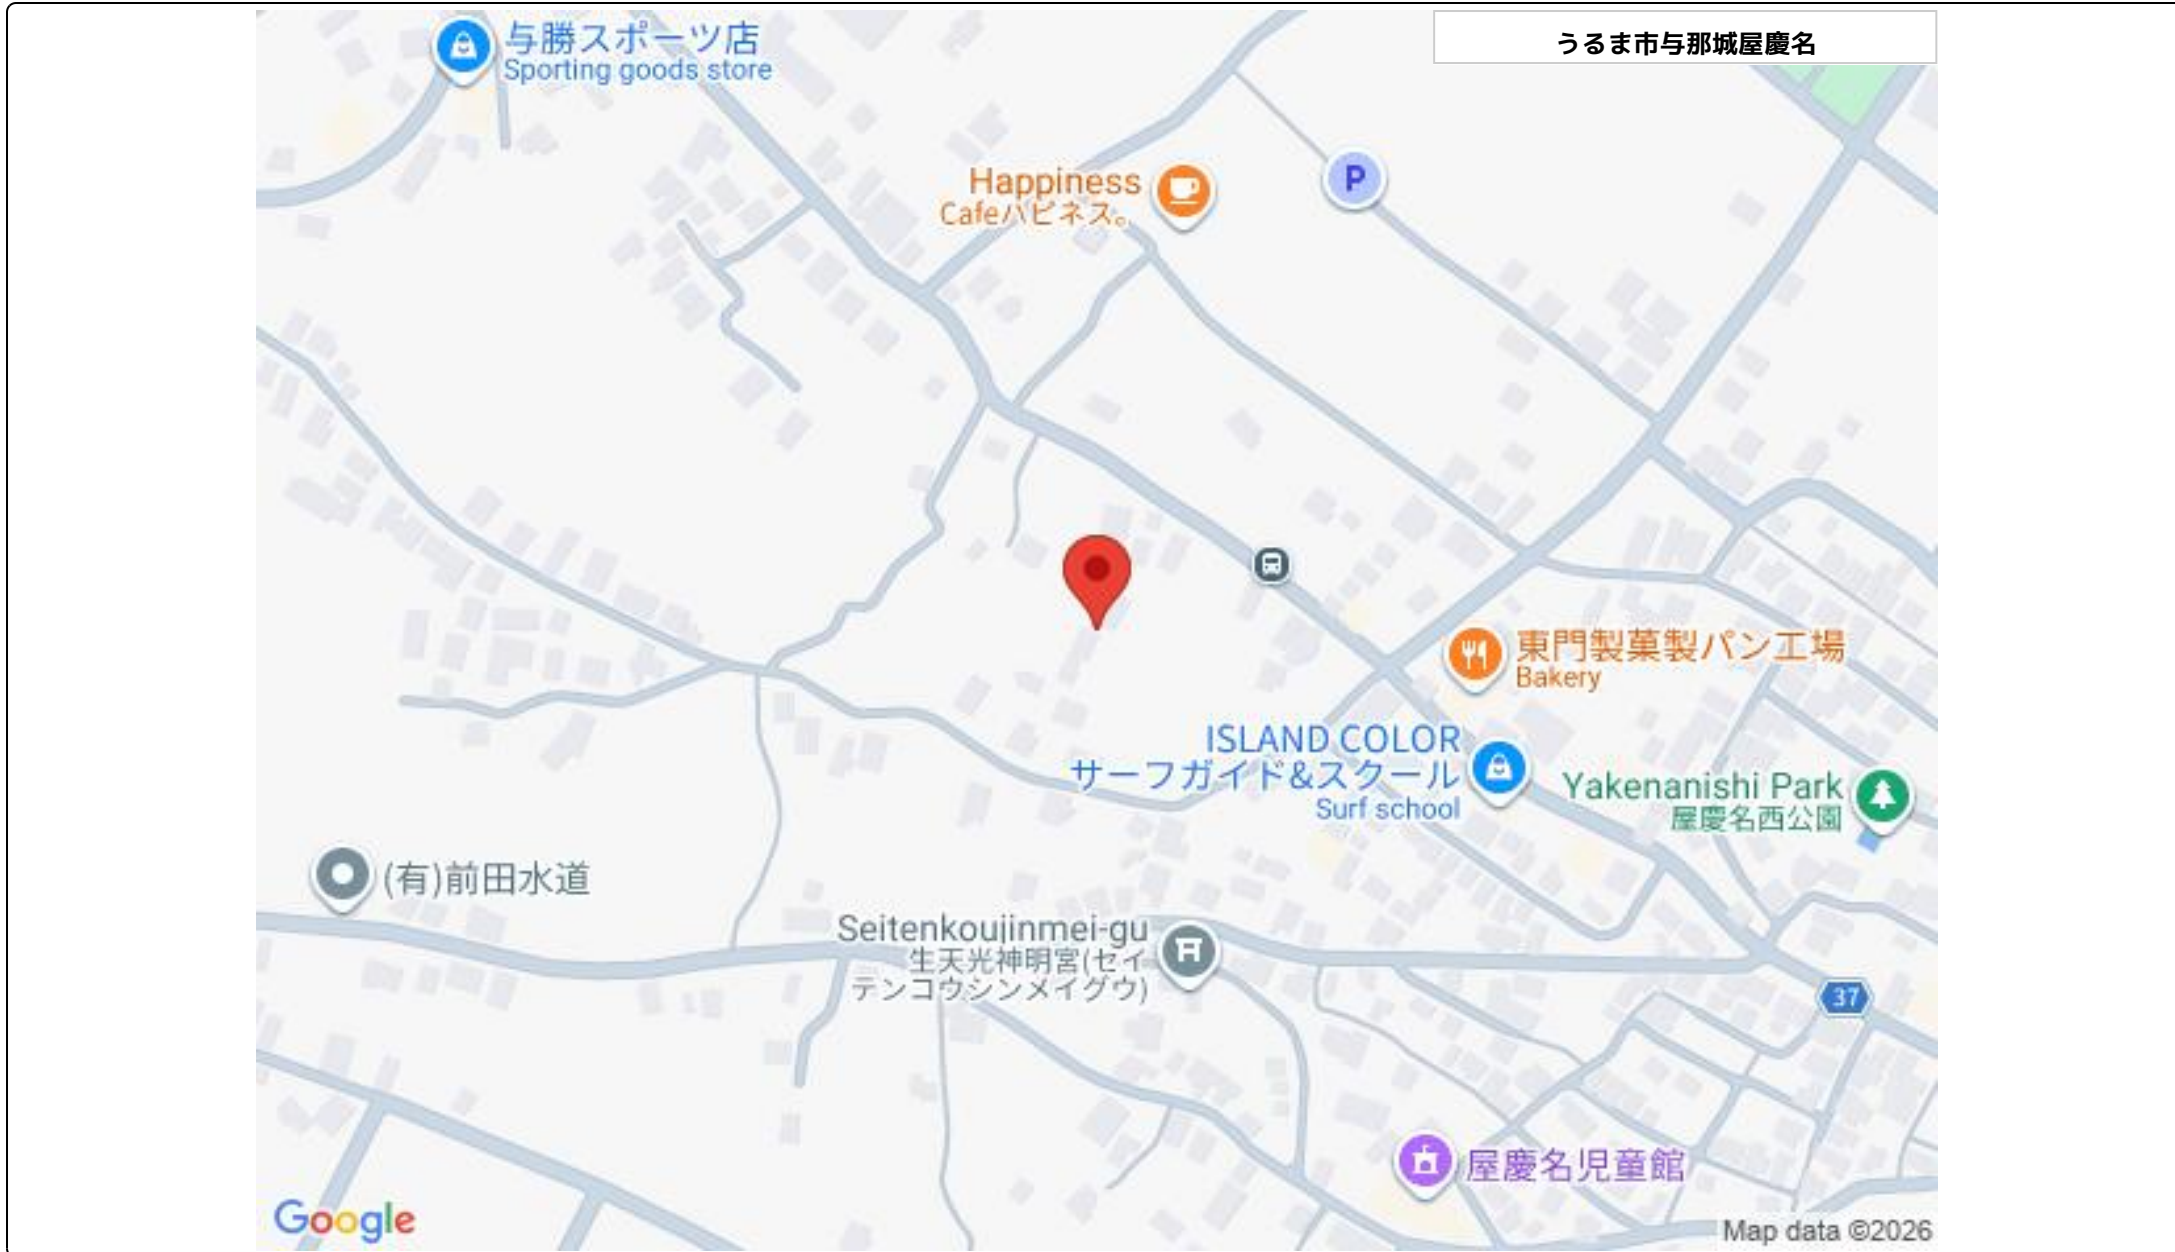 与勝スポーツ店
Sporting goods store
うるま市与那城屋慶名
Happiness
Cafeハピネス。
P
東門製菓製パン工場
Bakery
ISLAND COLOR
サーフガイド&スクール
Surf school
Yakenanishi Park
屋慶名西公園
(有)前田水道
Seitenkoujinmei-gu
生天光神明宮(セイ
テンコウシンメイグウ)
37
屋慶名児童館
Google
Map data ©2026